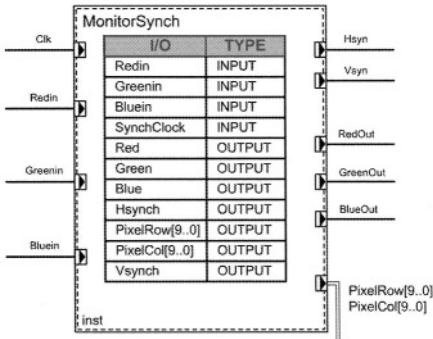 MonitorSynch
Clk
Hsyn
I/O TYPE
Vsyn
Redin INPUT
Greenin INPUT
Redin
Bluein INPUT
SynchClock INPUT
RedOut
Red OUTPUT
Greenin
Green OUTPUT
GreenOut
Blue OUTPUT
Hsynch OUTPUT
BlueOut
PixelRow[9..0] OUTPUT
Bluein
PixelCol[9..0] OUTPUT
Vsynch OUTPUT
PixelRow[9..0]
PixelCol[9..0]
inst